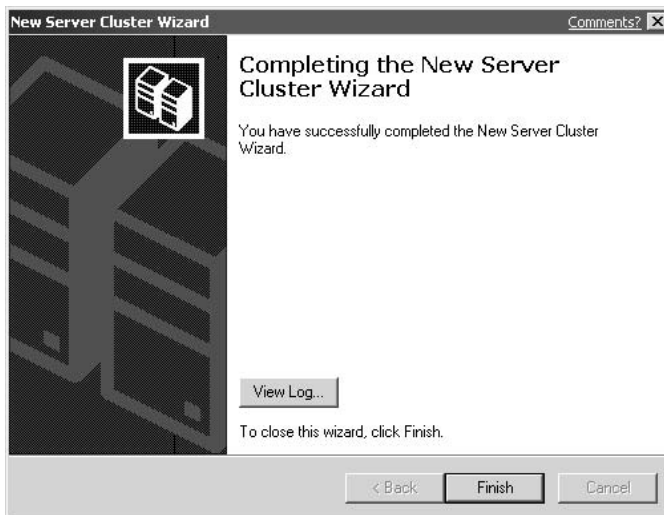 New Server Cluster Wizard
Comments?
Completing the New Server
Cluster Wizard
You have successfully completed the New Server Cluster
Wizard.
View Log...
To close this wizard, click Finish.
< Back
Finish
Cancel